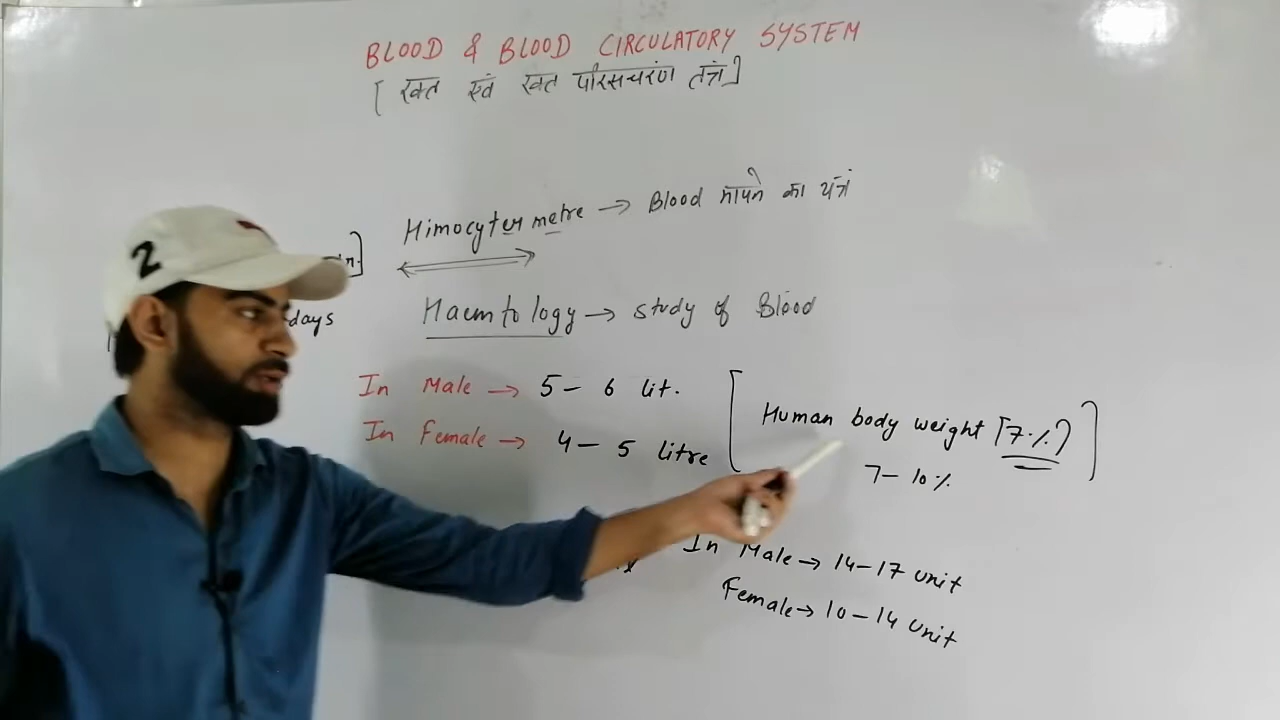 BLOOD & BLOOD CIRCULATORY SYSTEM
[ रक्त एवं रक्त परिसंचरण तंत्र ]
Himocytermetre → Blood मापने का यंत्र
2
days
Haemtology → study of Blood
In Male → 5 - 6 lit.
In Female → 4 - 5 litre
[ Human body weight [7.%]
7 - 10% ]
In Male → 14-17 unit
Female → 10 - 14 unit